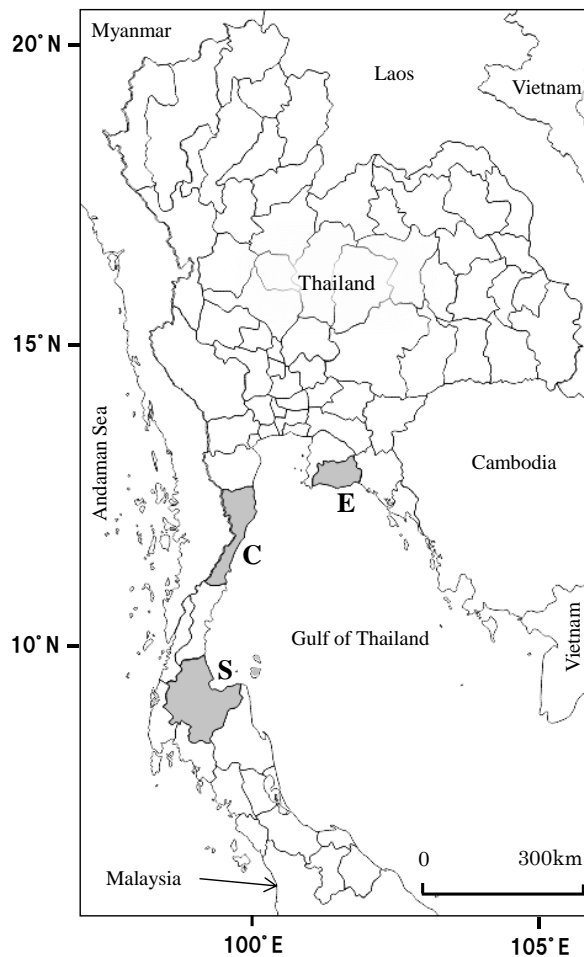 Myanmar
20°N
Laos
Vietnam
Thailand
15°N
Andaman Sea
Cambodia
E
C
Gulf of Thailand
Vietnam
10°N
S
0 300km
Malaysia
100°E 105°E